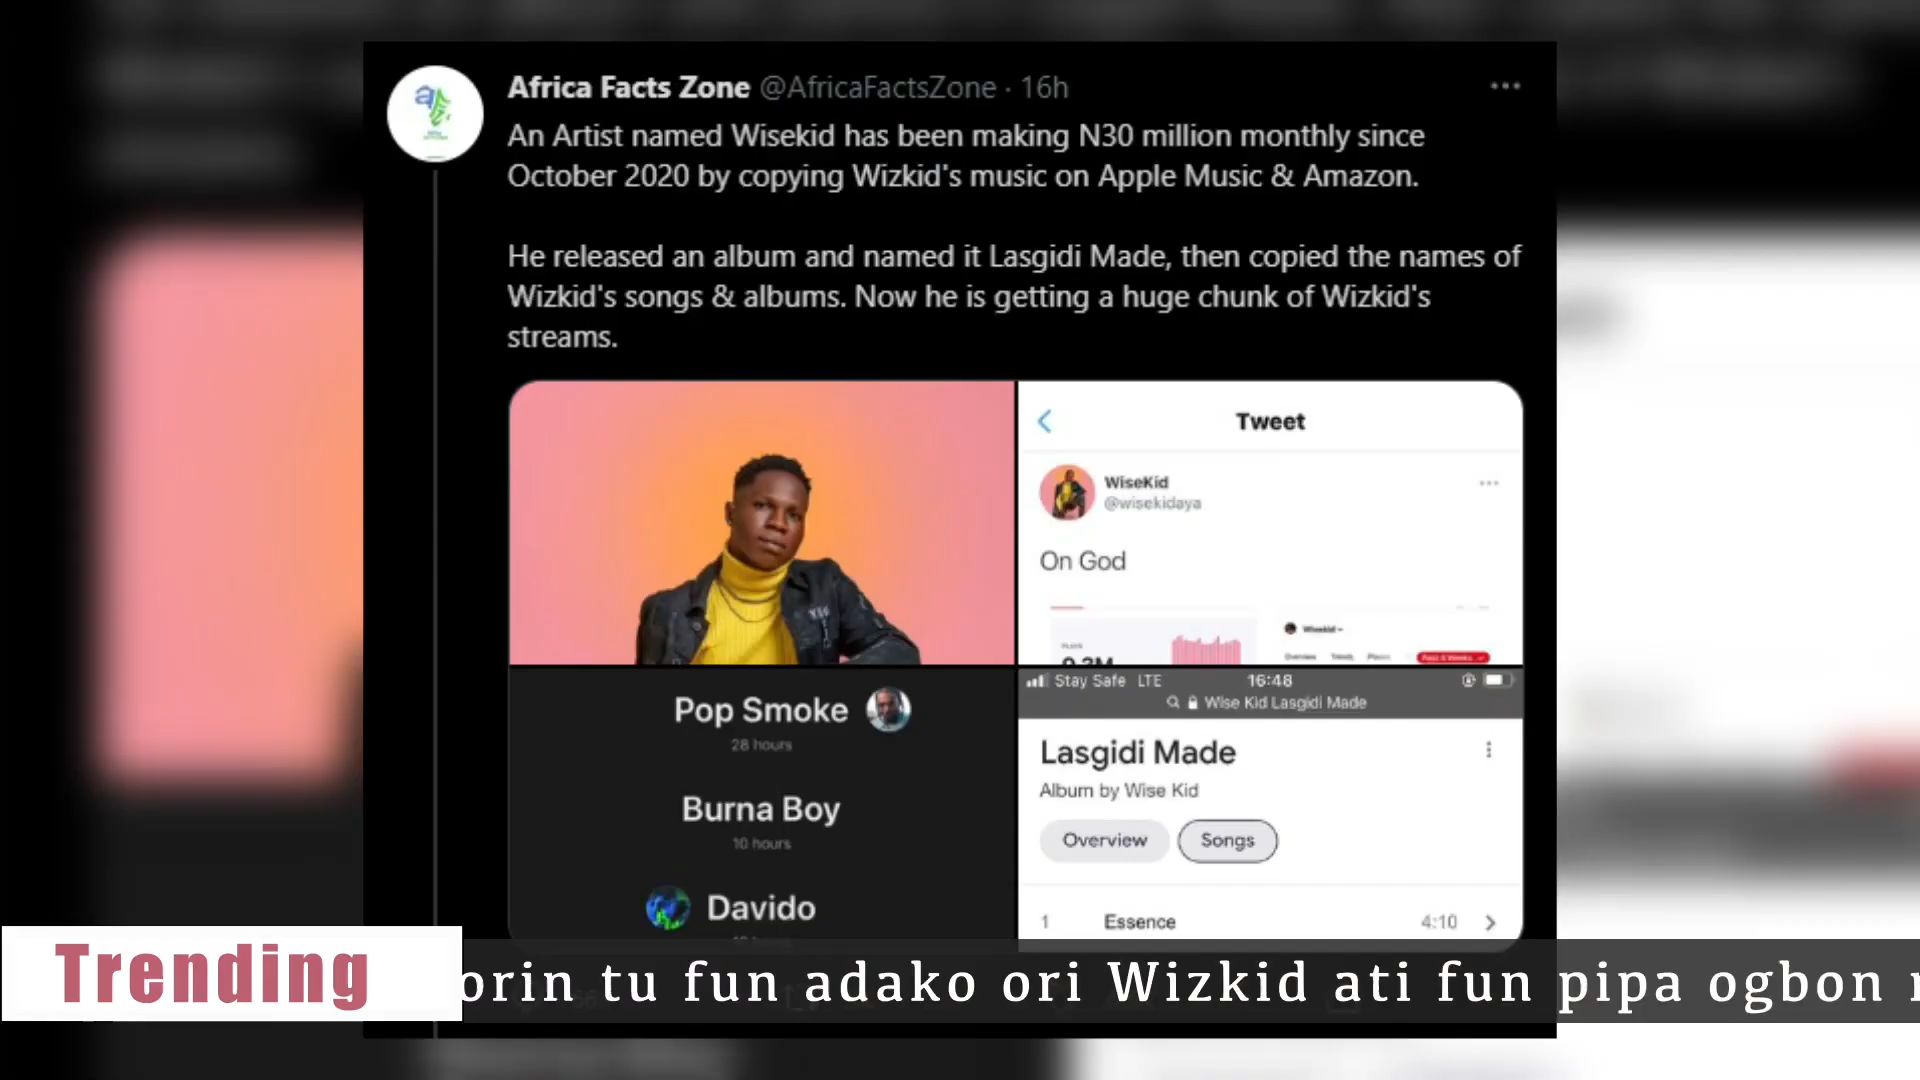 Africa Facts Zone @AfricaFactsZone · 16h
An Artist named Wisekid has been making N30 million monthly since
October 2020 by copying Wizkid's music on Apple Music & Amazon.
He released an album and named it Lasgidi Made, then copied the names of
Wizkid's songs & albums. Now he is getting a huge chunk of Wizkid's
streams.
Tweet
WiseKid
@wisekidaya
On God
Pop Smoke
28 hours
Burna Boy
10 hours
Davido
Stay Safe LTE 16:48
Wise Kid Lasgidi Made
Lasgidi Made
Album by Wise Kid
Overview Songs
1 Essence 4:10
Trending
orin tu fun adako ori Wizkid ati fun pipa ogbon